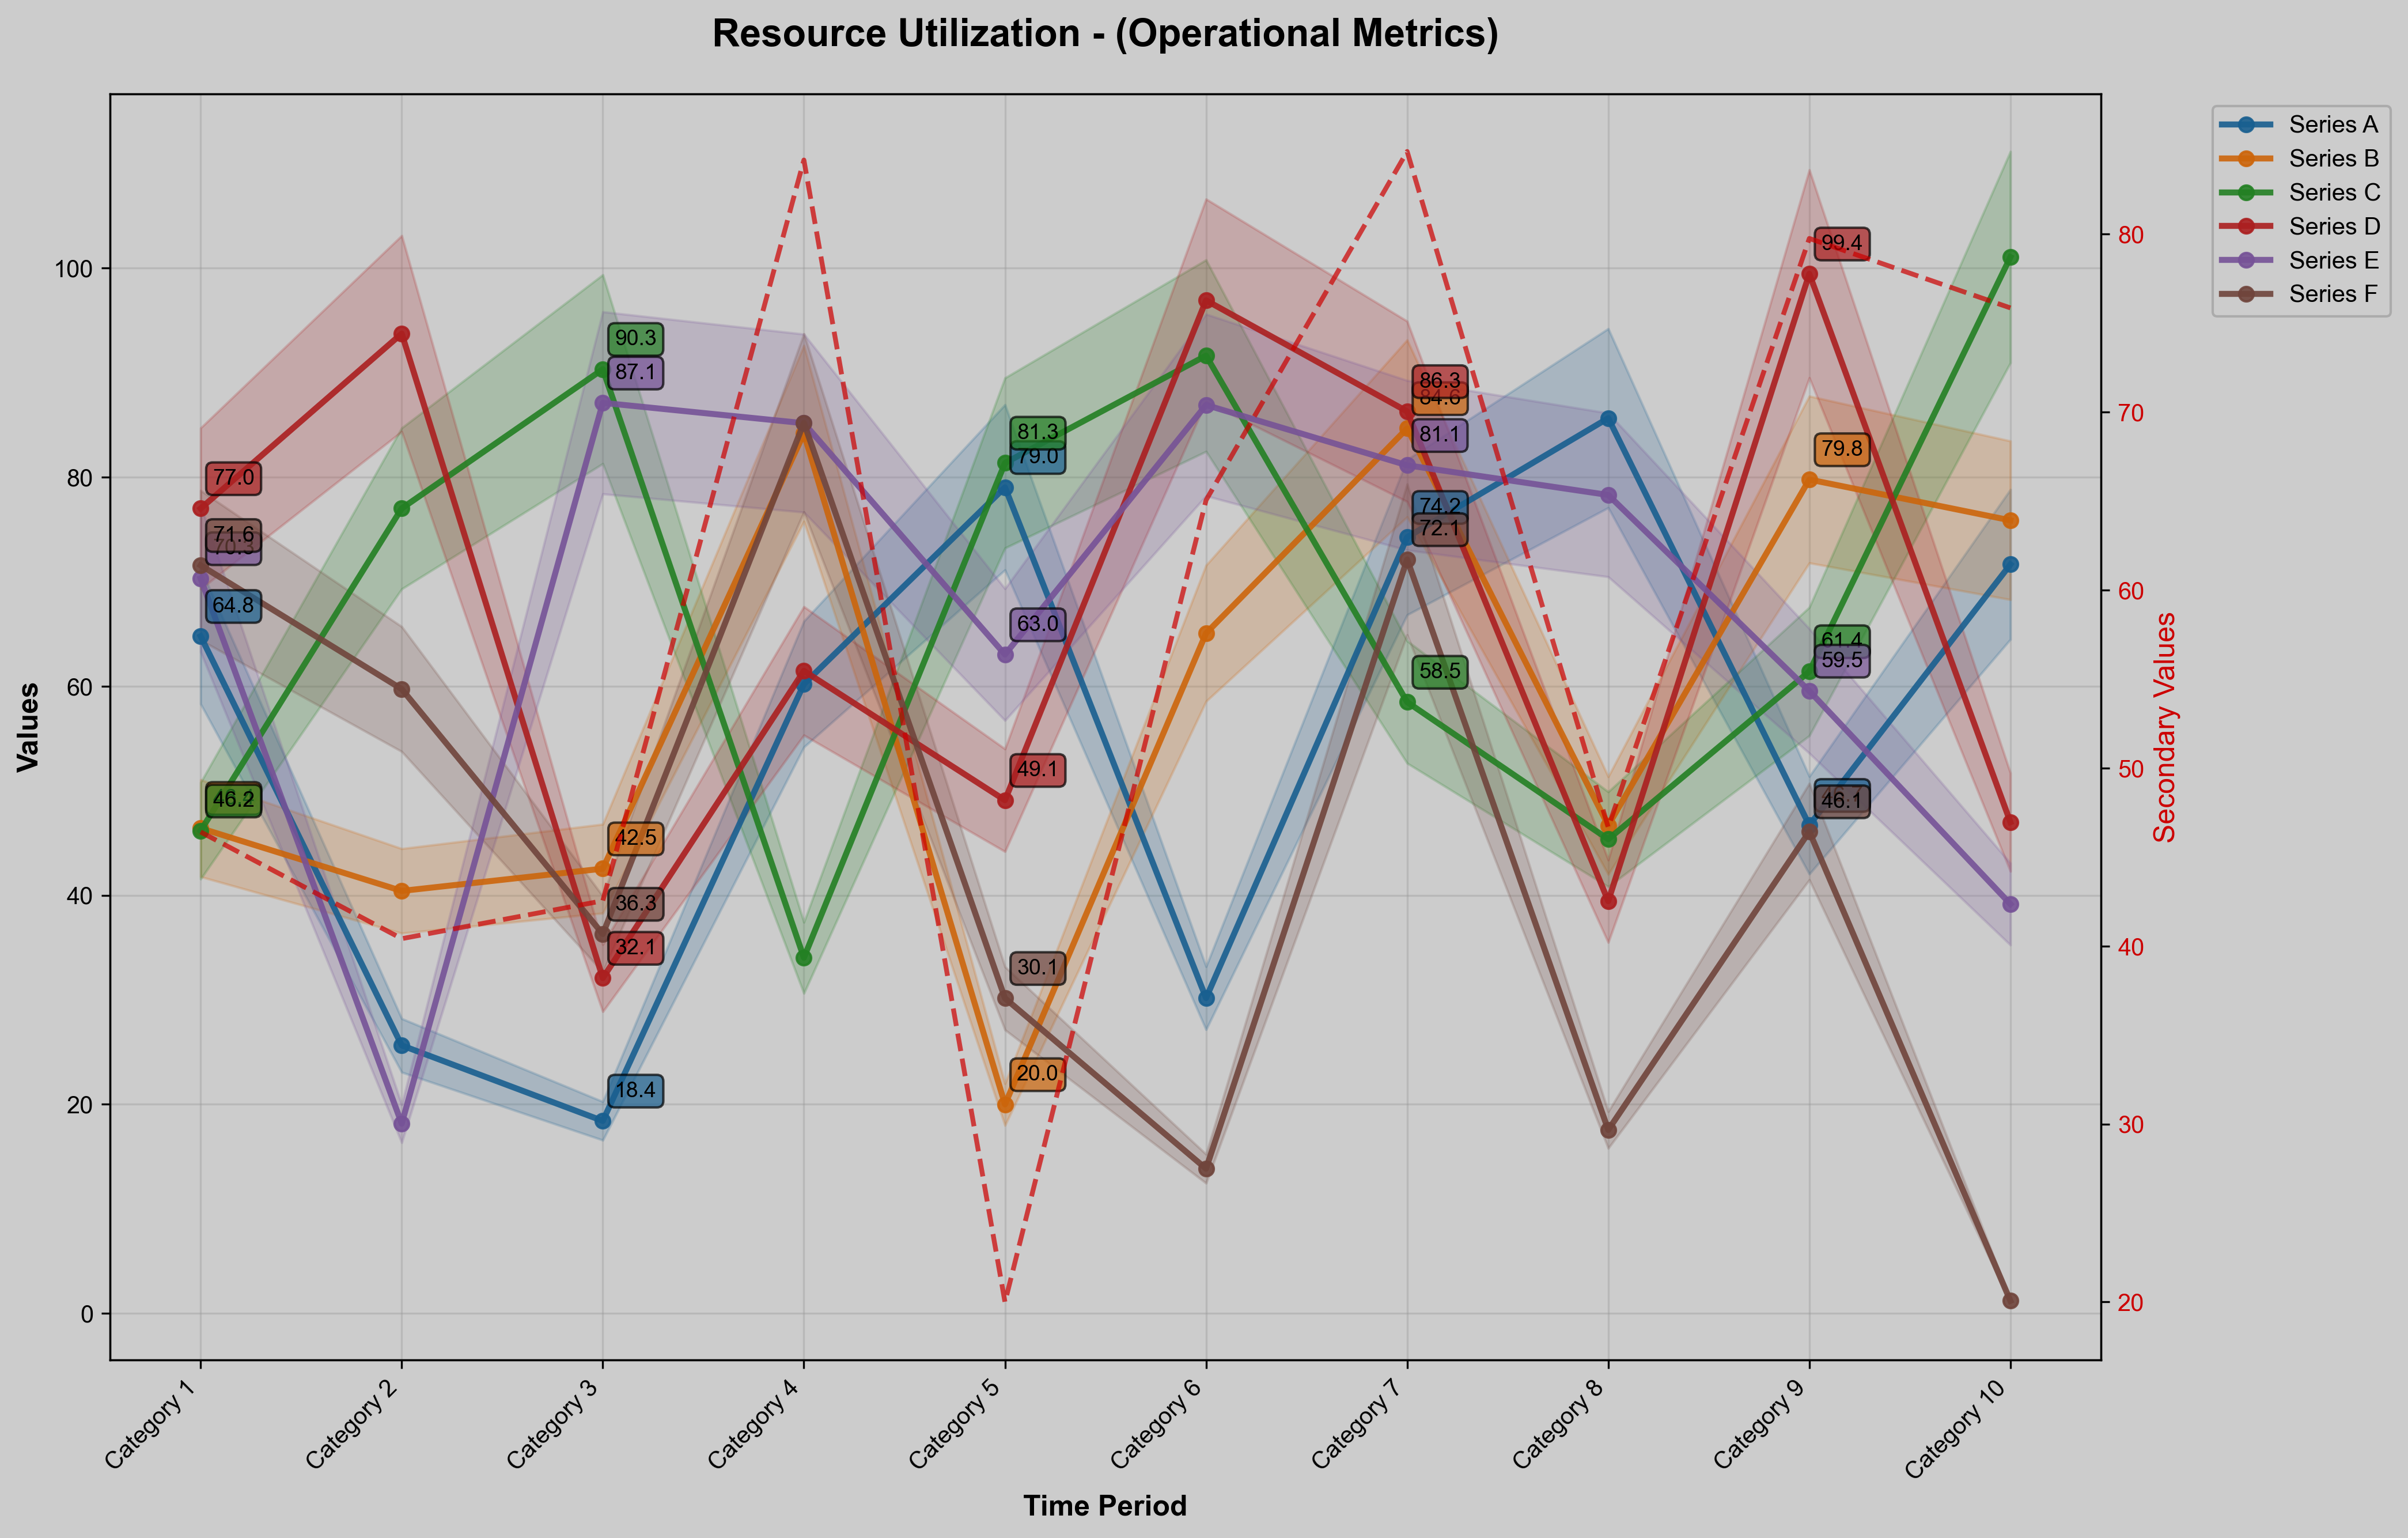 Resource Utilization - (Operational Metrics)
Series A
Series B
Series C
Series D
Series E
Series F
Values
100
80
60
40
20
0
77.0
71.6
70.3
64.8
46.2
90.3
87.1
42.5
36.3
32.1
18.4
81.3
79.0
63.0
49.1
30.1
20.0
86.3
84.6
81.1
74.2
72.1
58.5
99.4
79.8
61.4
59.5
46.1
80
70
60
50
40
30
20
Secondary Values
Category 1
Category 2
Category 3
Category 4
Category 5
Category 6
Category 7
Category 8
Category 9
Category 10
Time Period